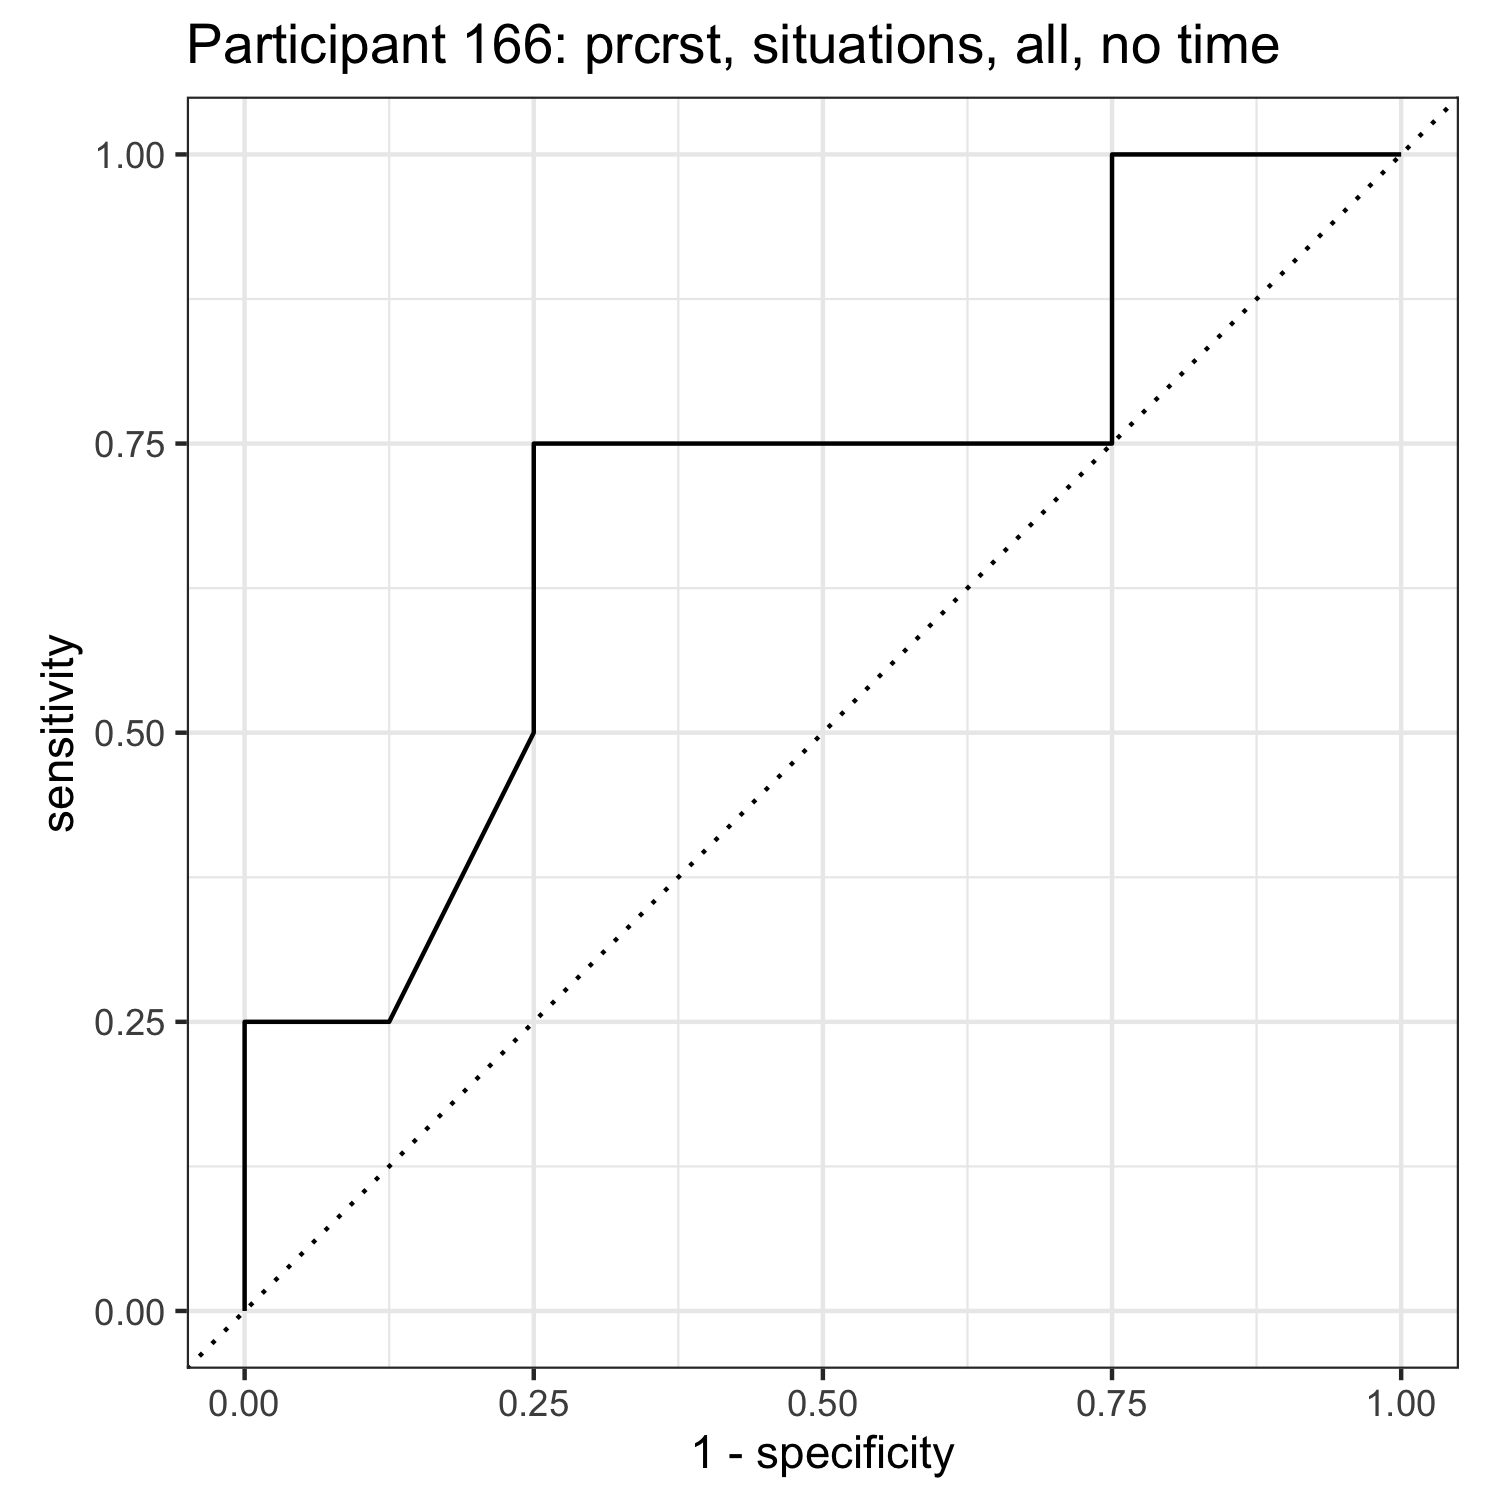 Participant 166: prcrst, situations, all, no time
1.00
0.75
0.50
0.25
0.00
sensitivity
0.00 0.25 0.50 0.75 1.00
1 - specificity